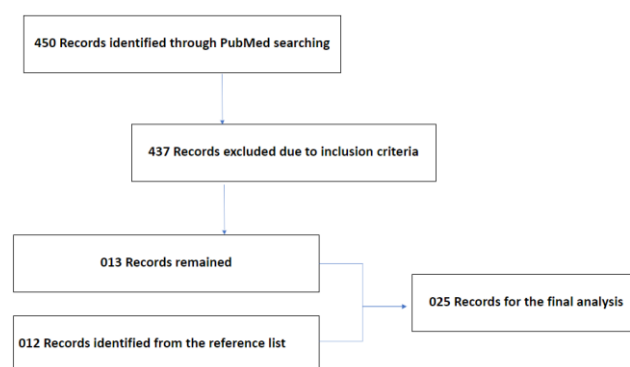 450 Records identified through PubMed searching
437 Records excluded due to inclusion criteria
013 Records remained
025 Records for the final analysis
012 Records identified from the reference list